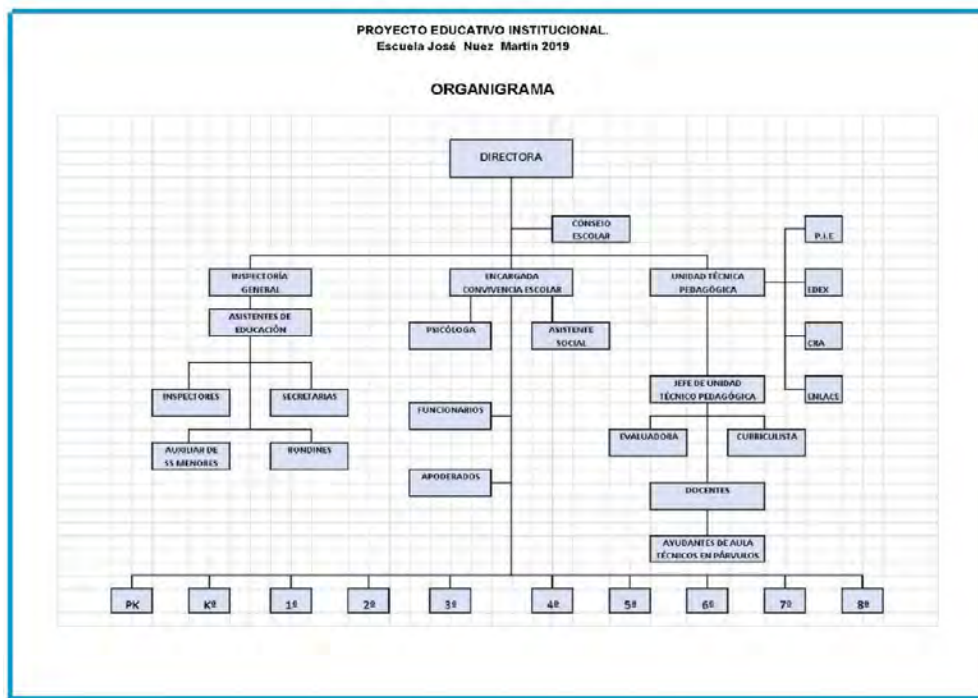 PROYECTO EDUCATIVO INSTITUCIONAL.
Escuela José Nuez Martín 2019
ORGANIGRAMA
DIRECTORA
CONSEJO
ESCOLAR
P.I.E
INSPECTORÍA
GENERAL
ENCARGADA
CONVIVENCIA ESCOLAR
UNIDAD TÉCNICA
PEDAGÓGICA
EDEX
ASISTENTES DE
EDUCACIÓN
PSICÓLOGA
ASISTENTE
SOCIAL
CRA
INSPECTORES
SECRETARIAS
JEFE DE UNIDAD
TÉCNICO PEDAGÓGICA
ENLACE
FUNCIONARIOS
AUXILIAR DE
SS MENORES
RONDINES
EVALUADORA
CURRICULISTA
APODERADOS
DOCENTES
AYUDANTES DE AULA
TÉCNICOS EN PÁRVULOS
PK
Kº
1º
2º
3º
4º
5º
6º
7º
8º